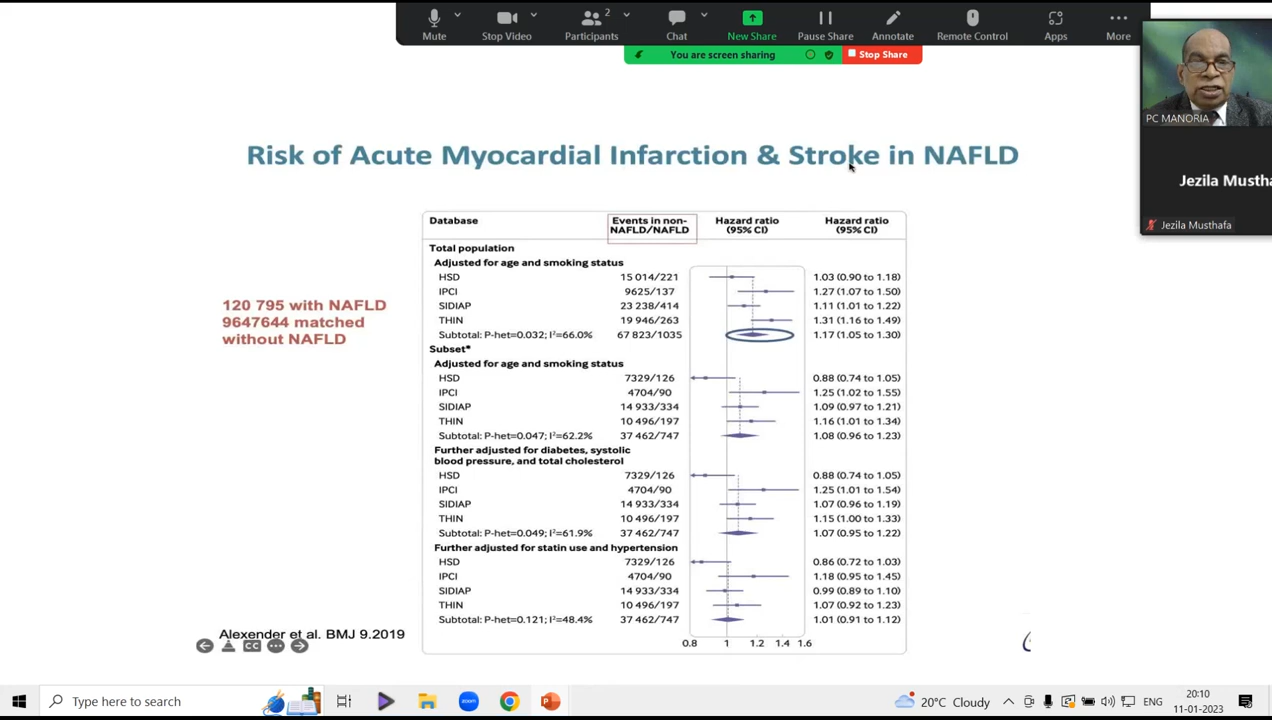 Mute
Stop Video
Participants
2
Chat
New Share
Pause Share
Annotate
Remote Control
Apps
More
You are screen sharing
Stop Share
PC MANORIA
Jezila Mustha
Jezila Musthafa
Risk of Acute Myocardial Infarction & Stroke in NAFLD
120 795 with NAFLD
9647644 matched
without NAFLD
Database Events in non-NAFLD/NAFLD Hazard ratio (95% CI) Hazard ratio (95% CI)
Total population
Adjusted for age and smoking status
HSD 15 014/221 1.03 (0.90 to 1.18)
IPCI 9625/137 1.27 (1.07 to 1.50)
SIDIAP 23 238/414 1.11 (1.01 to 1.22)
THIN 19 946/263 1.31 (1.16 to 1.49)
Subtotal: P-het=0.032; I²=66.0% 67 823/1035 1.17 (1.05 to 1.30)
Subset*
Adjusted for age and smoking status
HSD 7329/126 0.88 (0.74 to 1.05)
IPCI 4704/90 1.25 (1.02 to 1.55)
SIDIAP 14 933/334 1.09 (0.97 to 1.21)
THIN 10 496/197 1.16 (1.01 to 1.34)
Subtotal: P-het=0.047; I²=62.2% 37 462/747 1.08 (0.96 to 1.23)
Further adjusted for diabetes, systolic
blood pressure, and total cholesterol
HSD 7329/126 0.88 (0.74 to 1.05)
IPCI 4704/90 1.25 (1.01 to 1.54)
SIDIAP 14 933/334 1.07 (0.96 to 1.19)
THIN 10 496/197 1.15 (1.00 to 1.33)
Subtotal: P-het=0.049; I²=61.9% 37 462/747 1.07 (0.95 to 1.22)
Further adjusted for statin use and hypertension
HSD 7329/126 0.86 (0.72 to 1.03)
IPCI 4704/90 1.18 (0.95 to 1.45)
SIDIAP 14 933/334 0.99 (0.89 to 1.10)
THIN 10 496/197 1.07 (0.92 to 1.23)
Subtotal: P-het=0.121; I²=48.4% 37 462/747 1.01 (0.91 to 1.12)
0.8 1 1.2 1.4 1.6
Alexender et al. BMJ 9.2019
CC
Type here to search
zoom
20°C Cloudy
ENG
20:10
11-01-2023